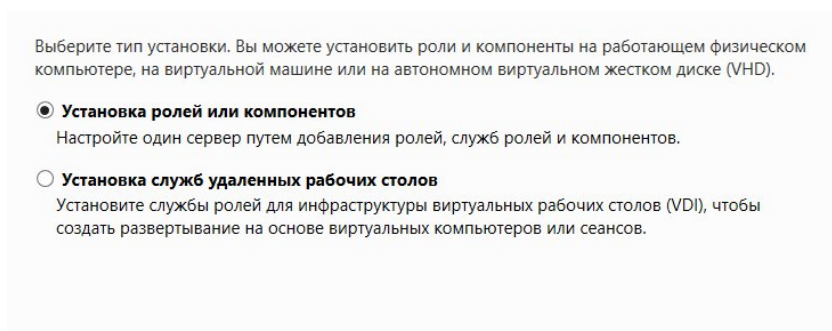 Выберите тип установки. Вы можете установить роли и компоненты на работающем физическом
компьютере, на виртуальной машине или на автономном виртуальном жестком диске (VHD).
Установка ролей или компонентов
Настройте один сервер путем добавления ролей, служб ролей и компонентов.
Установка служб удаленных рабочих столов
Установите службы ролей для инфраструктуры виртуальных рабочих столов (VDI), чтобы
создать развертывание на основе виртуальных компьютеров или сеансов.